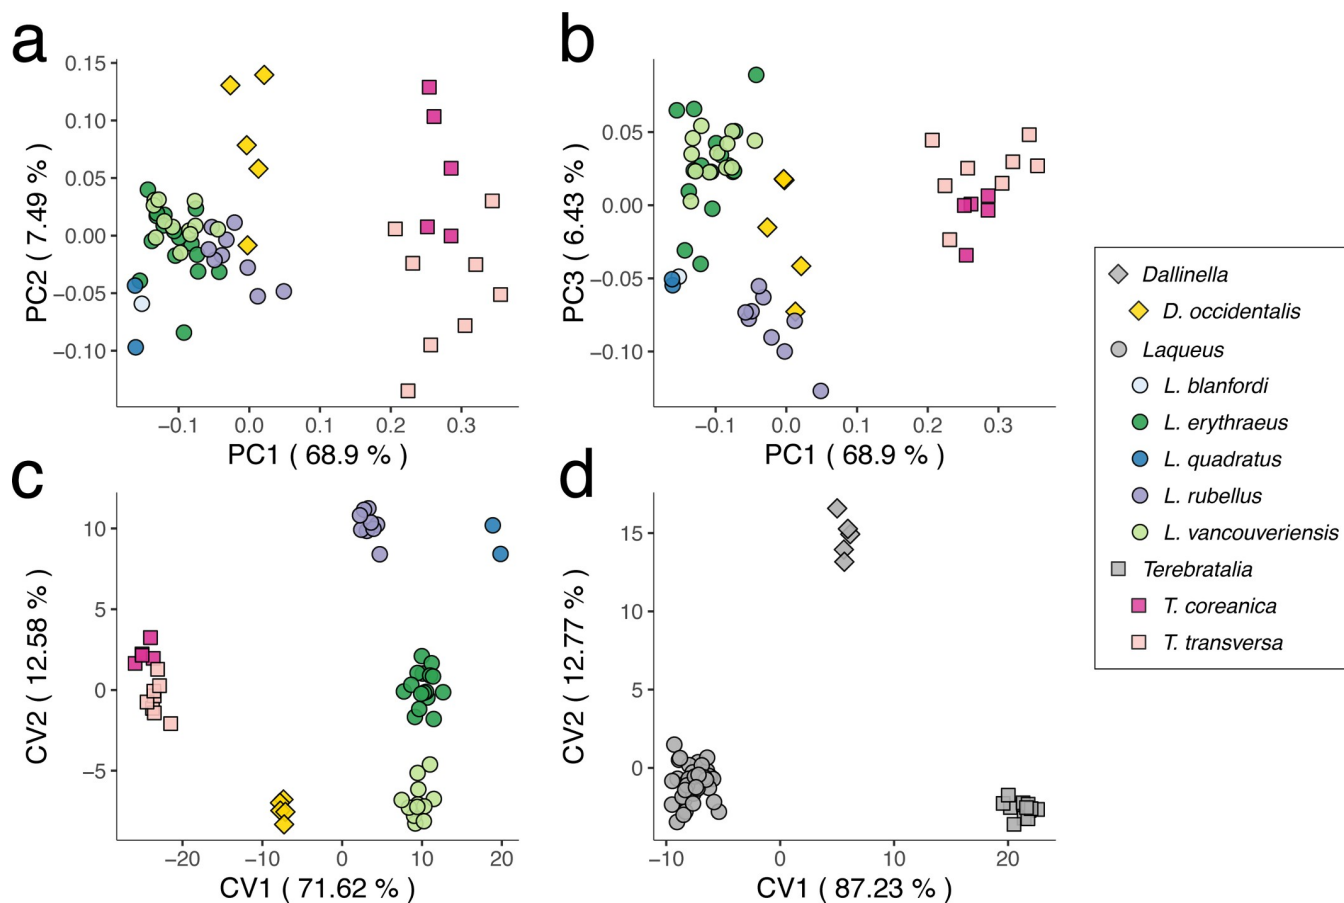 a
PC2 ( 7.49 % )
0.15
0.10
0.05
0.00
−0.05
−0.10
−0.1 0.0 0.1 0.2 0.3
PC1 ( 68.9 % )
b
PC3 ( 6.43 % )
0.05
0.00
−0.05
−0.10
−0.1 0.0 0.1 0.2 0.3
PC1 ( 68.9 % )
c
CV2 ( 12.58 % )
10
5
0
−5
−20 −10 0 10 20
CV1 ( 71.62 % )
d
CV2 ( 12.77 % )
15
10
5
0
−10 0 10 20
CV1 ( 87.23 % )
Dallinella
D. occidentalis
Laqueus
L. blanfordi
L. erythraeus
L. quadratus
L. rubellus
L. vancouveriensis
Terebratalia
T. coreanica
T. transversa